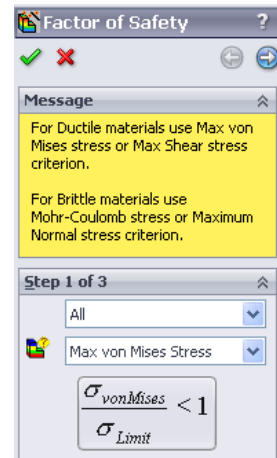 Factor of Safety ?
Message
For Ductile materials use Max von
Mises stress or Max Shear stress
criterion.
For Brittle materials use
Mohr-Coulomb stress or Maximum
Normal stress criterion.
Step 1 of 3
All
Max von Mises Stress
σ vonMises
σ Limit
< 1